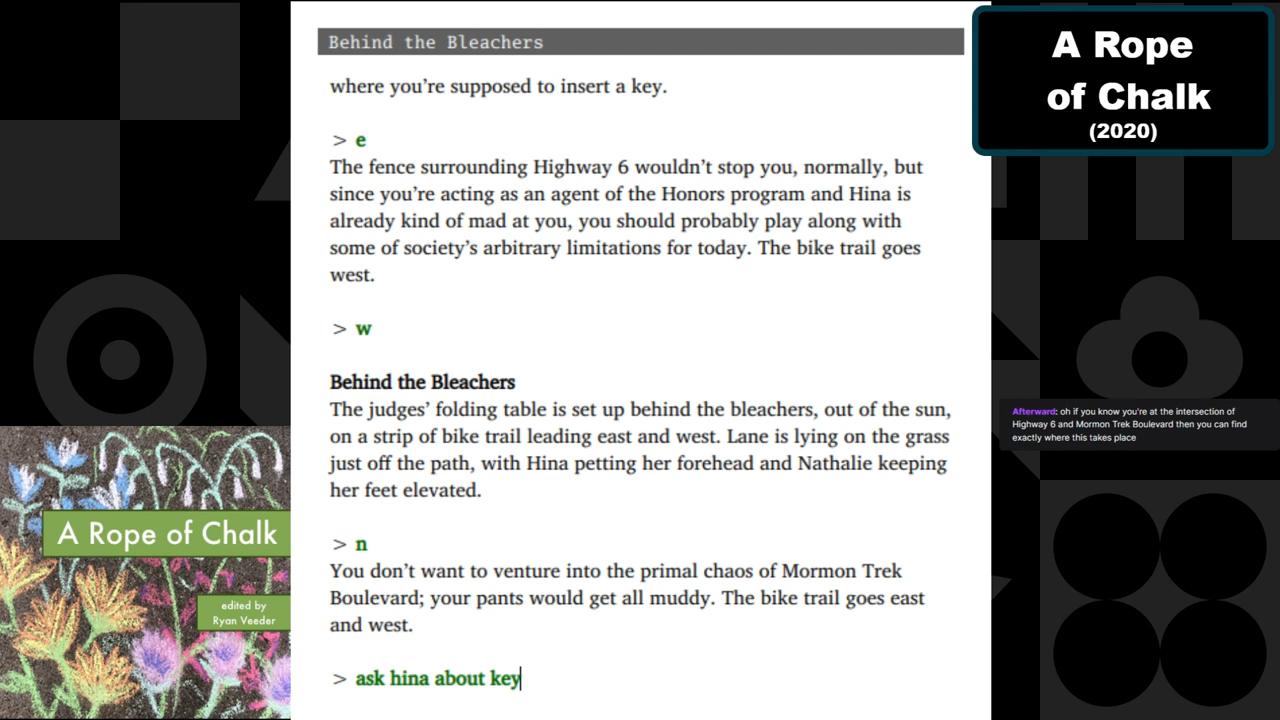 Behind the Bleachers
where you're supposed to insert a key.
> e
The fence surrounding Highway 6 wouldn't stop you, normally, but
since you're acting as an agent of the Honors program and Hina is
already kind of mad at you, you should probably play along with
some of society's arbitrary limitations for today. The bike trail goes
west.
> w
Behind the Bleachers
The judges' folding table is set up behind the bleachers, out of the sun,
on a strip of bike trail leading east and west. Lane is lying on the grass
just off the path, with Hina petting her forehead and Nathalie keeping
her feet elevated.
> n
You don't want to venture into the primal chaos of Mormon Trek
Boulevard; your pants would get all muddy. The bike trail goes east
and west.
> ask hina about key
A Rope
of Chalk
(2020)
Afterward: oh if you know you're at the intersection of
Highway 6 and Mormon Trek Boulevard then you can find
exactly where this takes place
A Rope of Chalk
edited by
Ryan Veeder